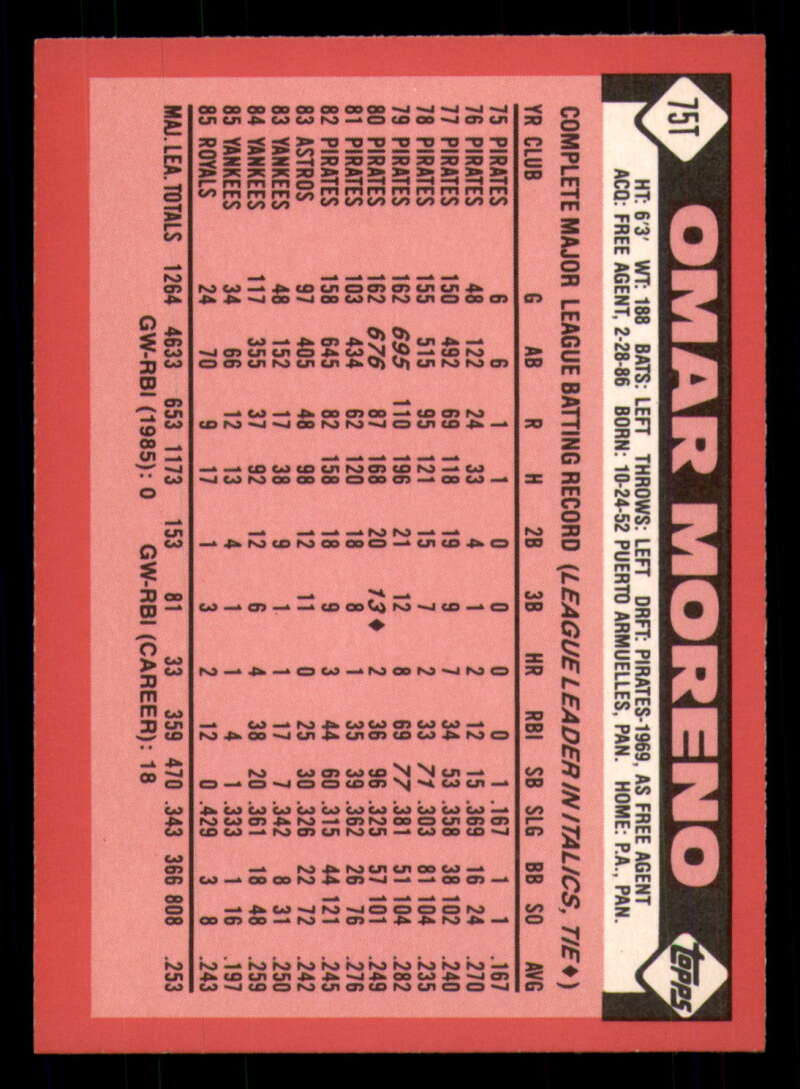 75T
OMAR MORENO
topps
HT: 6'3' WT: 188 BATS: LEFT THROWS: LEFT DRFT: PIRATES-1969, AS FREE AGENT
ACQ: FREE AGENT, 2-28-86 BORN: 10-24-52 PUERTO ARMUELLES, PAN. HOME: P.A., PAN.
COMPLETE MAJOR LEAGUE BATTING RECORD (LEAGUE LEADER IN ITALICS, TIE♦)
YR CLUB G AB R H 2B 3B HR RBI SB SLG BB SO AVG
75 PIRATES 6 6 1 1 0 0 0 0 1 .167 1 1 .167
76 PIRATES 48 122 24 33 4 1 2 12 15 .369 16 24 .270
77 PIRATES 150 492 69 118 19 9 7 34 53 .358 38 102 .240
78 PIRATES 155 515 95 121 15 7 2 33 71 .303 81 104 .235
79 PIRATES 162 695 110 196 21 12 8 69 77 .381 51 104 .282
80 PIRATES 162 676 87 168 20 13♦ 2 36 96 .325 57 101 .249
81 PIRATES 103 434 62 120 18 8 1 35 39 .362 26 76 .276
82 PIRATES 158 645 82 158 18 9 3 44 60 .315 44 121 .245
83 ASTROS 97 405 48 98 12 11 0 25 30 .326 22 72 .242
83 YANKEES 48 152 17 38 9 1 1 17 7 .342 8 31 .250
84 YANKEES 117 355 37 92 12 6 4 38 20 .361 18 48 .259
85 YANKEES 34 66 12 13 4 1 1 4 1 .333 1 16 .197
85 ROYALS 24 70 9 17 1 3 2 12 0 .429 3 8 .243
MAJ. LEA. TOTALS 1264 4633 653 1173 153 81 33 359 470 .343 366 808 .253
GW-RBI (1985): 0 GW-RBI (CAREER): 18